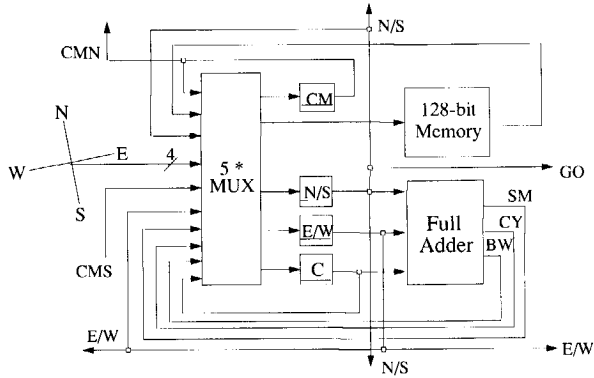 N/S
CMN
CM
128-bit
Memory
N
E
W
S
4
5 *
MUX
GO
N/S
SM
Full
Adder
CY
E/W
BW
CMS
C
E/W
E/W
N/S